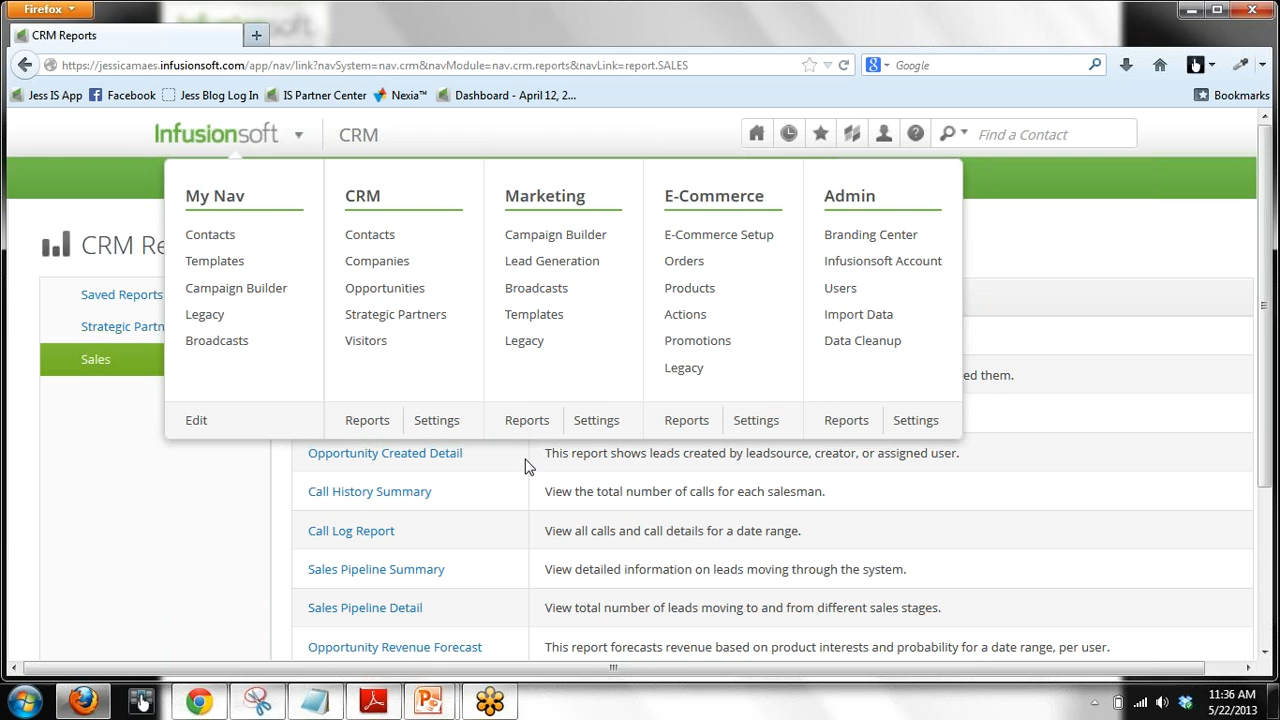 Firefox
CRM Reports
https://jessicamaes.infusionsoft.com/app/nav/link?navSystem=nav.crm&navModule=nav.crm.reports&navLink=report.SALES
Google
Jess IS App
Facebook
Jess Blog Log In
IS Partner Center
Nexia™
Dashboard - April 12, 2...
Bookmarks
Infusionsoft
CRM
Find a Contact
My Nav
Contacts
Templates
Campaign Builder
Legacy
Broadcasts
Edit
CRM
Contacts
Companies
Opportunities
Strategic Partners
Visitors
Reports
Settings
Marketing
Campaign Builder
Lead Generation
Broadcasts
Templates
Legacy
Reports
Settings
E-Commerce
E-Commerce Setup
Orders
Products
Actions
Promotions
Legacy
Reports
Settings
Admin
Branding Center
Infusionsoft Account
Users
Import Data
Data Cleanup
Reports
Settings
CRM Re
Saved Reports
Strategic Partn
Sales
ed them.
Opportunity Created Detail
This report shows leads created by leadsource, creator, or assigned user.
Call History Summary
View the total number of calls for each salesman.
Call Log Report
View all calls and call details for a date range.
Sales Pipeline Summary
View detailed information on leads moving through the system.
Sales Pipeline Detail
View total number of leads moving to and from different sales stages.
Opportunity Revenue Forecast
This report forecasts revenue based on product interests and probability for a date range, per user.
11:36 AM
5/22/2013